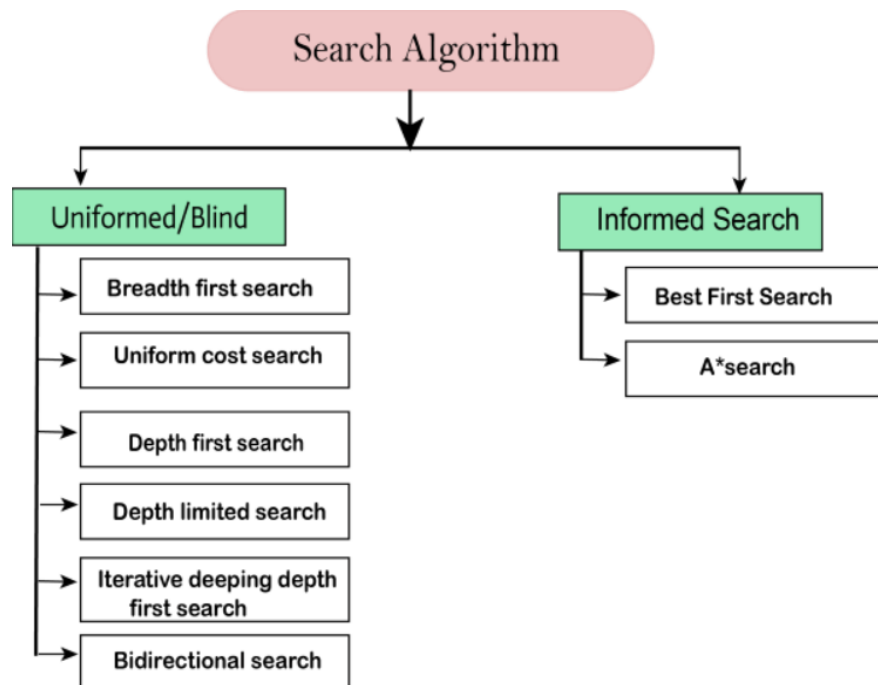 Search Algorithm
Uniformed/Blind
Breadth first search
Uniform cost search
Depth first search
Depth limited search
Iterative deeping depth
first search
Bidirectional search
Informed Search
Best First Search
A*search